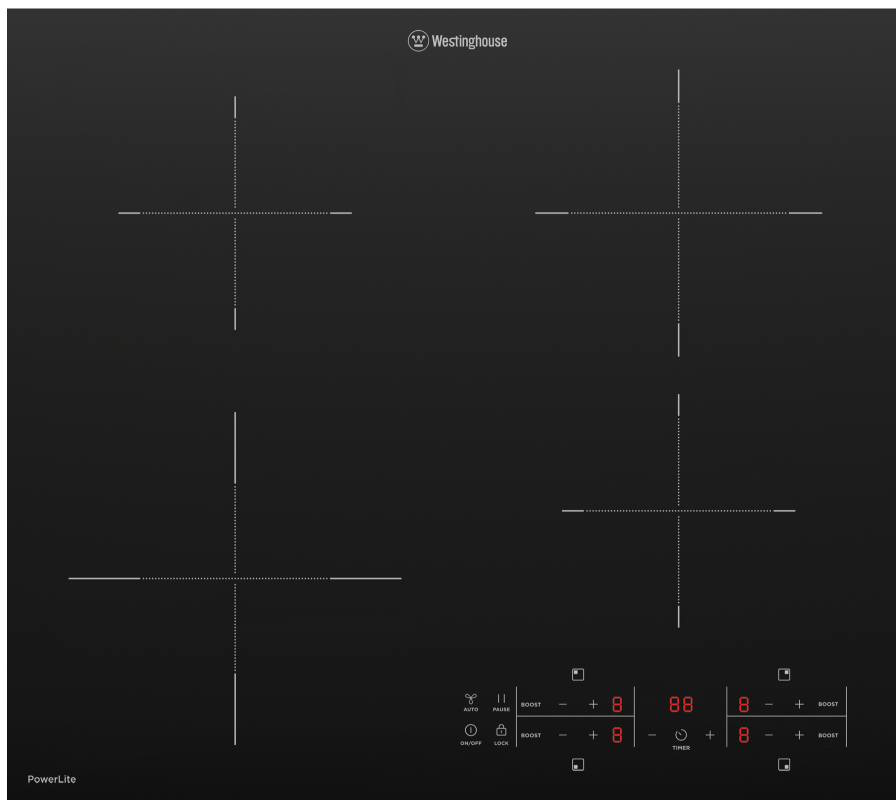 Westinghouse
BOOST − + 8 88 8 − + BOOST
AUTO PAUSE
BOOST − + 8 − + 8 − + BOOST
ON/OFF LOCK TIMER
PowerLite